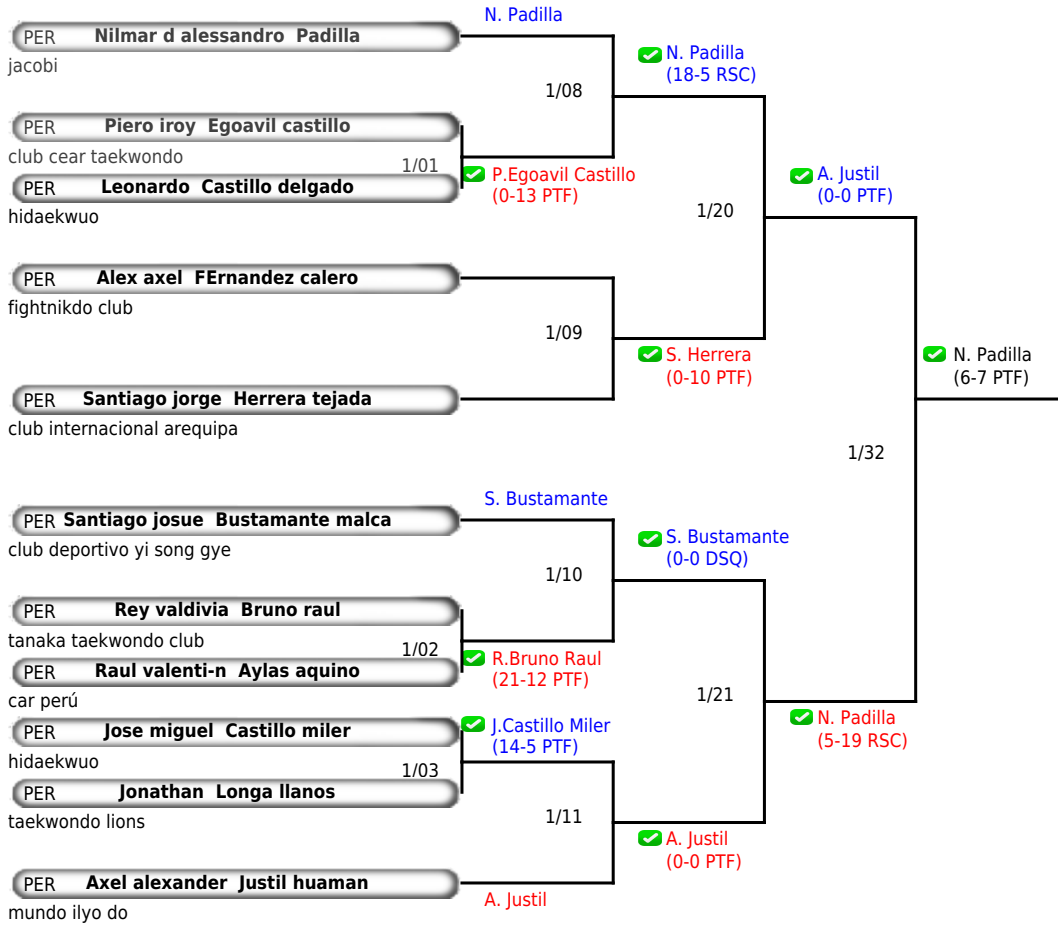 N. Padilla
PER Nilmar d alessandro Padilla
jacobi
N. Padilla
(18-5 RSC)
1/08
PER Piero iroy Egoavil castillo
club cear taekwondo
1/01
PER Leonardo Castillo delgado
hidaekwuo
P.Egoavil Castillo
(0-13 PTF)
A. Justil
(0-0 PTF)
1/20
PER Alex axel FErnandez calero
fightnikdo club
1/09
S. Herrera
(0-10 PTF)
PER Santiago jorge Herrera tejada
club internacional arequipa
N. Padilla
(6-7 PTF)
1/32
S. Bustamante
PER Santiago josue Bustamante malca
club deportivo yi song gye
S. Bustamante
(0-0 DSQ)
1/10
PER Rey valdivia Bruno raul
tanaka taekwondo club
1/02
PER Raul valenti-n Aylas aquino
car perú
R.Bruno Raul
(21-12 PTF)
1/21
N. Padilla
(5-19 RSC)
PER Jose miguel Castillo miler
hidaekwuo
J.Castillo Miler
(14-5 PTF)
1/03
PER Jonathan Longa llanos
taekwondo lions
1/11
A. Justil
(0-0 PTF)
PER Axel alexander Justil huaman
mundo ilyo do
A. Justil